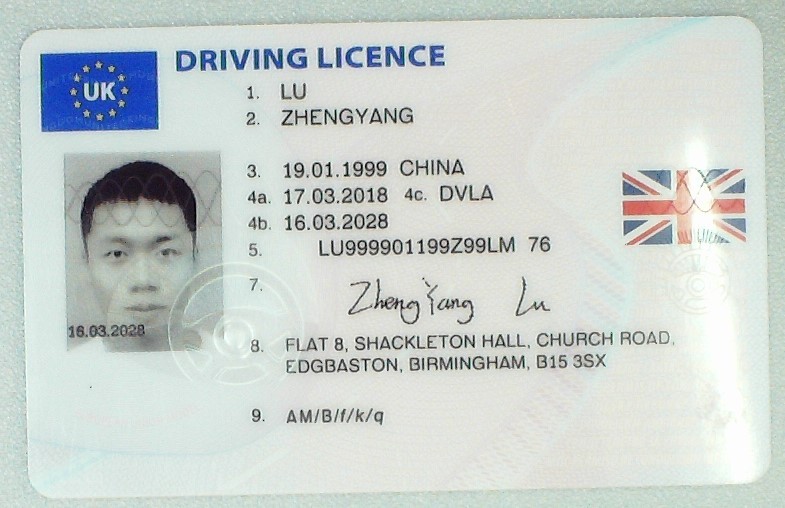 DRIVING LICENCE
UK
1. LU
2. ZHENGYANG
3. 19.01.1999 CHINA
4a. 17.03.2018 4c. DVLA
4b. 16.03.2028
5. LU999901199Z99LM 76
7. ZhengYang Lu
16.03.2028
8. FLAT 8, SHACKLETON HALL, CHURCH ROAD,
EDGBASTON, BIRMINGHAM, B15 3SX
9. AM/B/f/k/q